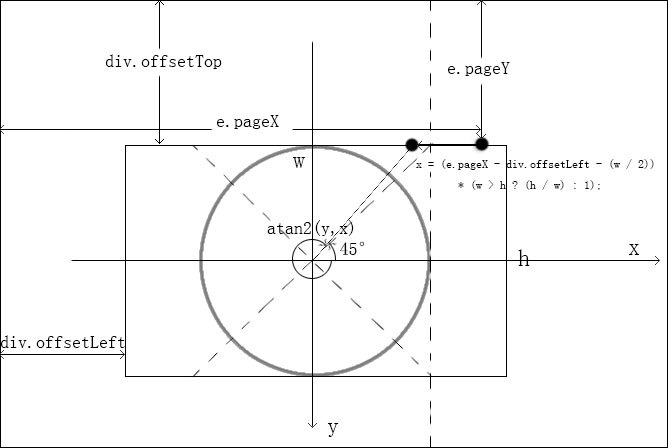 div.offsetTop
e.pageY
e.pageX
w
x = (e.pageX - div.offsetLeft - (w / 2))
* (w > h ? (h / w) : 1);
atan2(y,x)
45°
x
h
div.offsetLeft
y